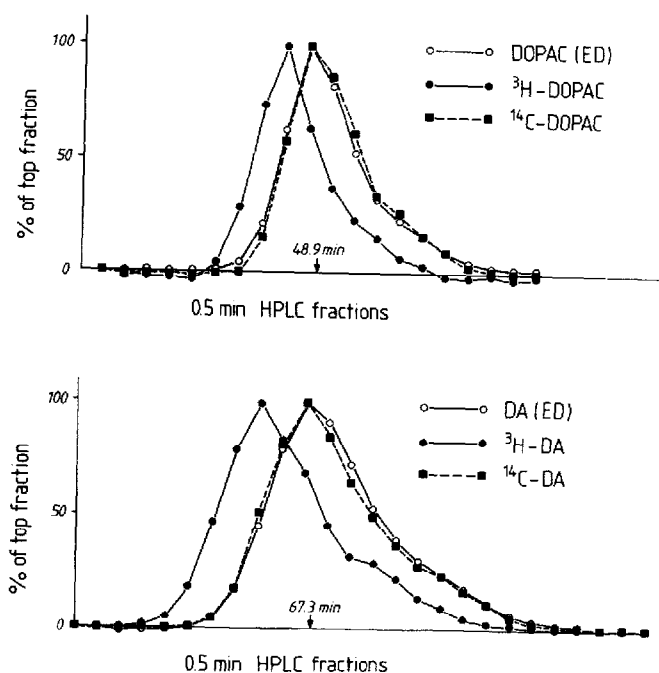 100
50
0
% of top fraction
DOPAC (ED)
³H-DOPAC
¹⁴C-DOPAC
48.9 min
0.5 min HPLC fractions
100
50
0
% of top fraction
DA (ED)
³H-DA
¹⁴C-DA
67.3 min
0.5 min HPLC fractions